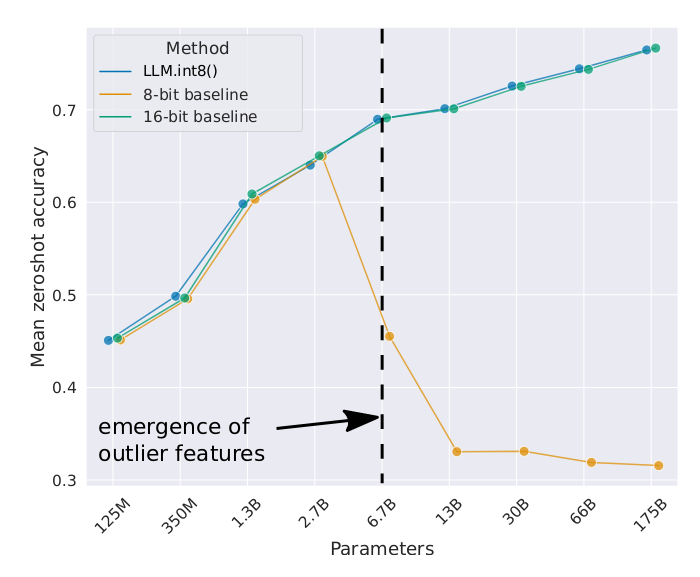 Method
LLM.int8()
8-bit baseline
16-bit baseline
Mean zeroshot accuracy
0.7
0.6
0.5
0.4
0.3
emergence of
outlier features
125M 350M 1.3B 2.7B 6.7B 13B 30B 66B 175B
Parameters